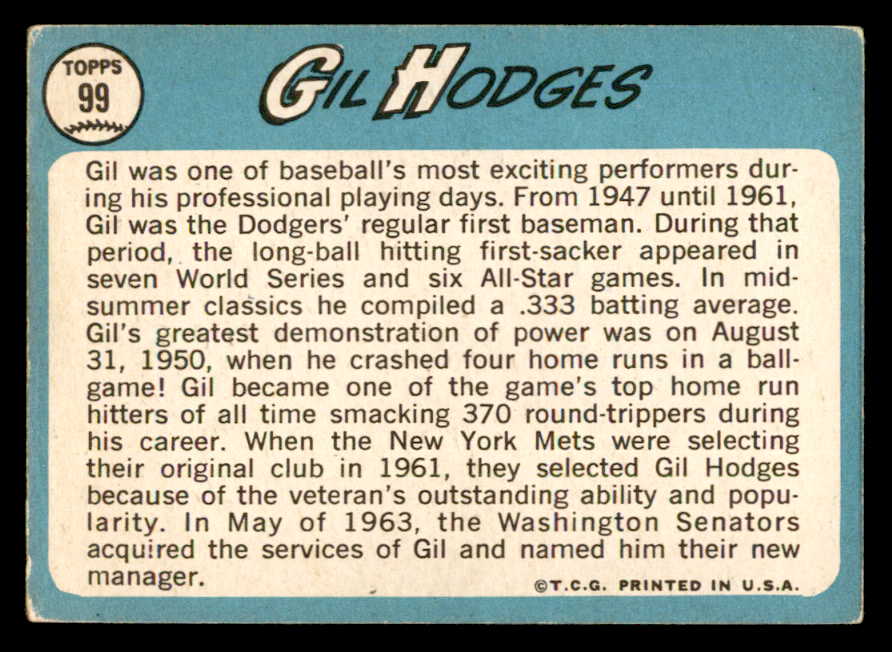 TOPPS
99
GIL HODGES
Gil was one of baseball's most exciting performers dur-
ing his professional playing days. From 1947 until 1961,
Gil was the Dodgers' regular first baseman. During that
period, the long-ball hitting first-sacker appeared in
seven World Series and six All-Star games. In mid-
summer classics he compiled a .333 batting average.
Gil's greatest demonstration of power was on August
31, 1950, when he crashed four home runs in a ball-
game! Gil became one of the game's top home run
hitters of all time smacking 370 round-trippers during
his career. When the New York Mets were selecting
their original club in 1961, they selected Gil Hodges
because of the veteran's outstanding ability and popu-
larity. In May of 1963, the Washington Senators
acquired the services of Gil and named him their new
manager.
©T.C.G. PRINTED IN U.S.A.